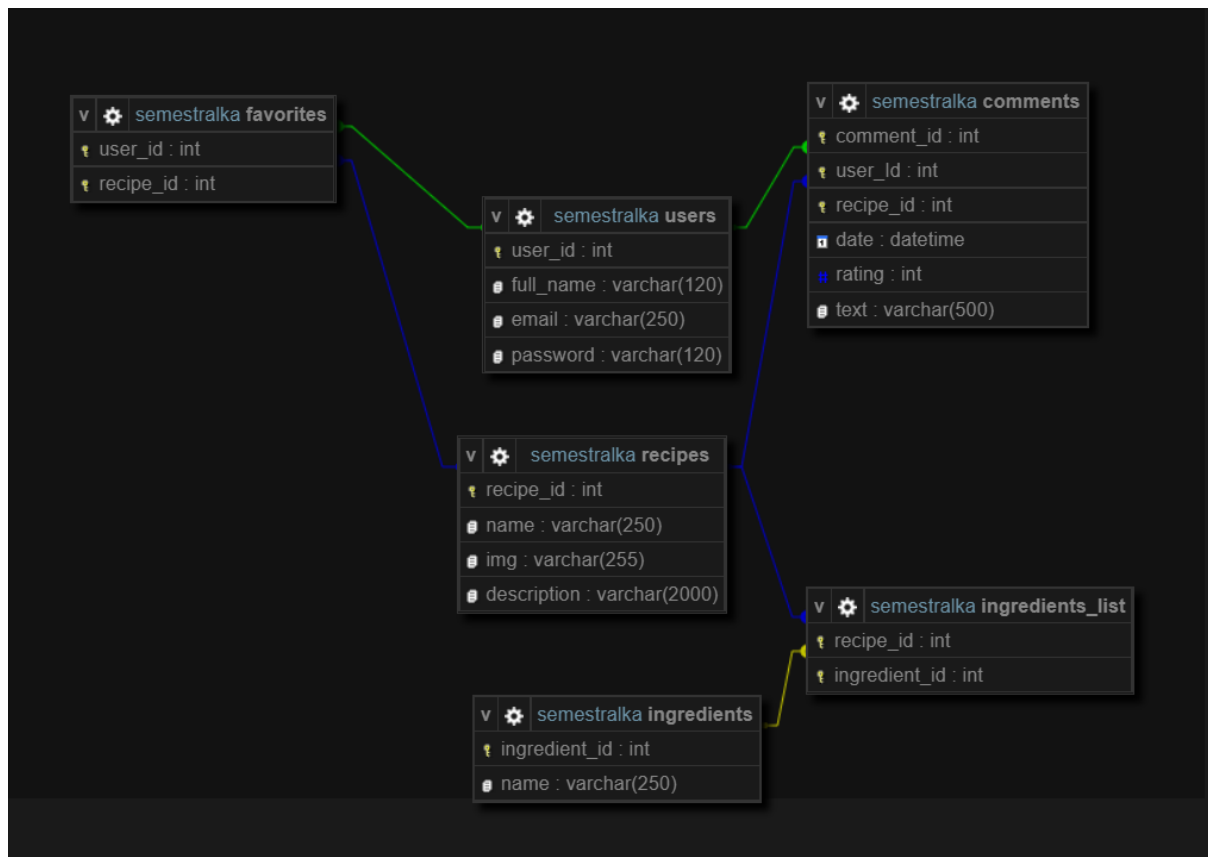 v semestralka favorites
user_id : int
recipe_id : int
v semestralka users
user_id : int
full_name : varchar(120)
email : varchar(250)
password : varchar(120)
v semestralka comments
comment_id : int
user_Id : int
recipe_id : int
date : datetime
# rating : int
text : varchar(500)
v semestralka recipes
recipe_id : int
name : varchar(250)
img : varchar(255)
description : varchar(2000)
v semestralka ingredients_list
recipe_id : int
ingredient_id : int
v semestralka ingredients
ingredient_id : int
name : varchar(250)